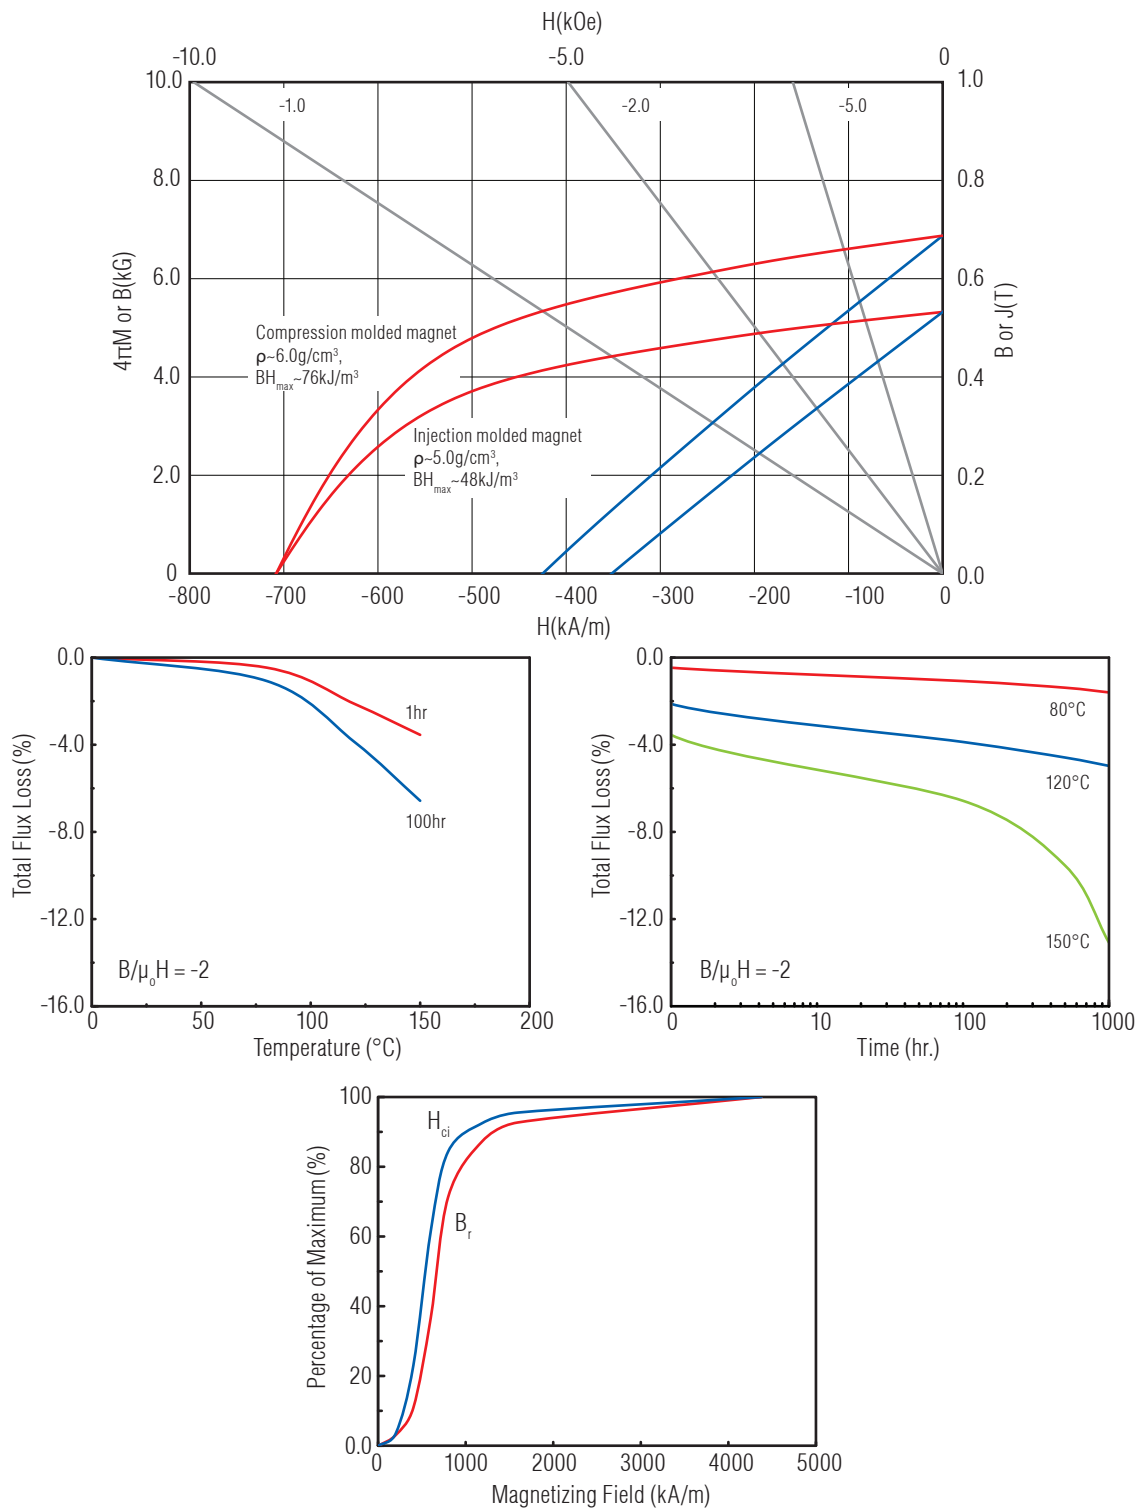 H(kOe)
-10.0 -5.0 0
10.0 1.0
-1.0 -2.0 -5.0
8.0 0.8
6.0 0.6
4πM or B(kG)
B or J(T)
Compression molded magnet
ρ~6.0g/cm³,
BHmax~76kJ/m³
4.0 0.4
Injection molded magnet
ρ~5.0g/cm³,
BHmax~48kJ/m³
2.0 0.2
0 0.0
-800 -700 -600 -500 -400 -300 -200 -100 0
H(kA/m)
0.0
-4.0
-8.0
-12.0
-16.0
Total Flux Loss(%)
1hr
100hr
B/μoH = -2
0 50 100 150 200
Temperature (°C)
0.0
-4.0
-8.0
-12.0
-16.0
Total Flux Loss(%)
80°C
120°C
150°C
B/μoH = -2
0 10 100 1000
Time (hr.)
100
80
60
40
20
0.0
Percentage of Maximum(%)
Hci
Br
0 1000 2000 3000 4000 5000
Magnetizing Field (kA/m)